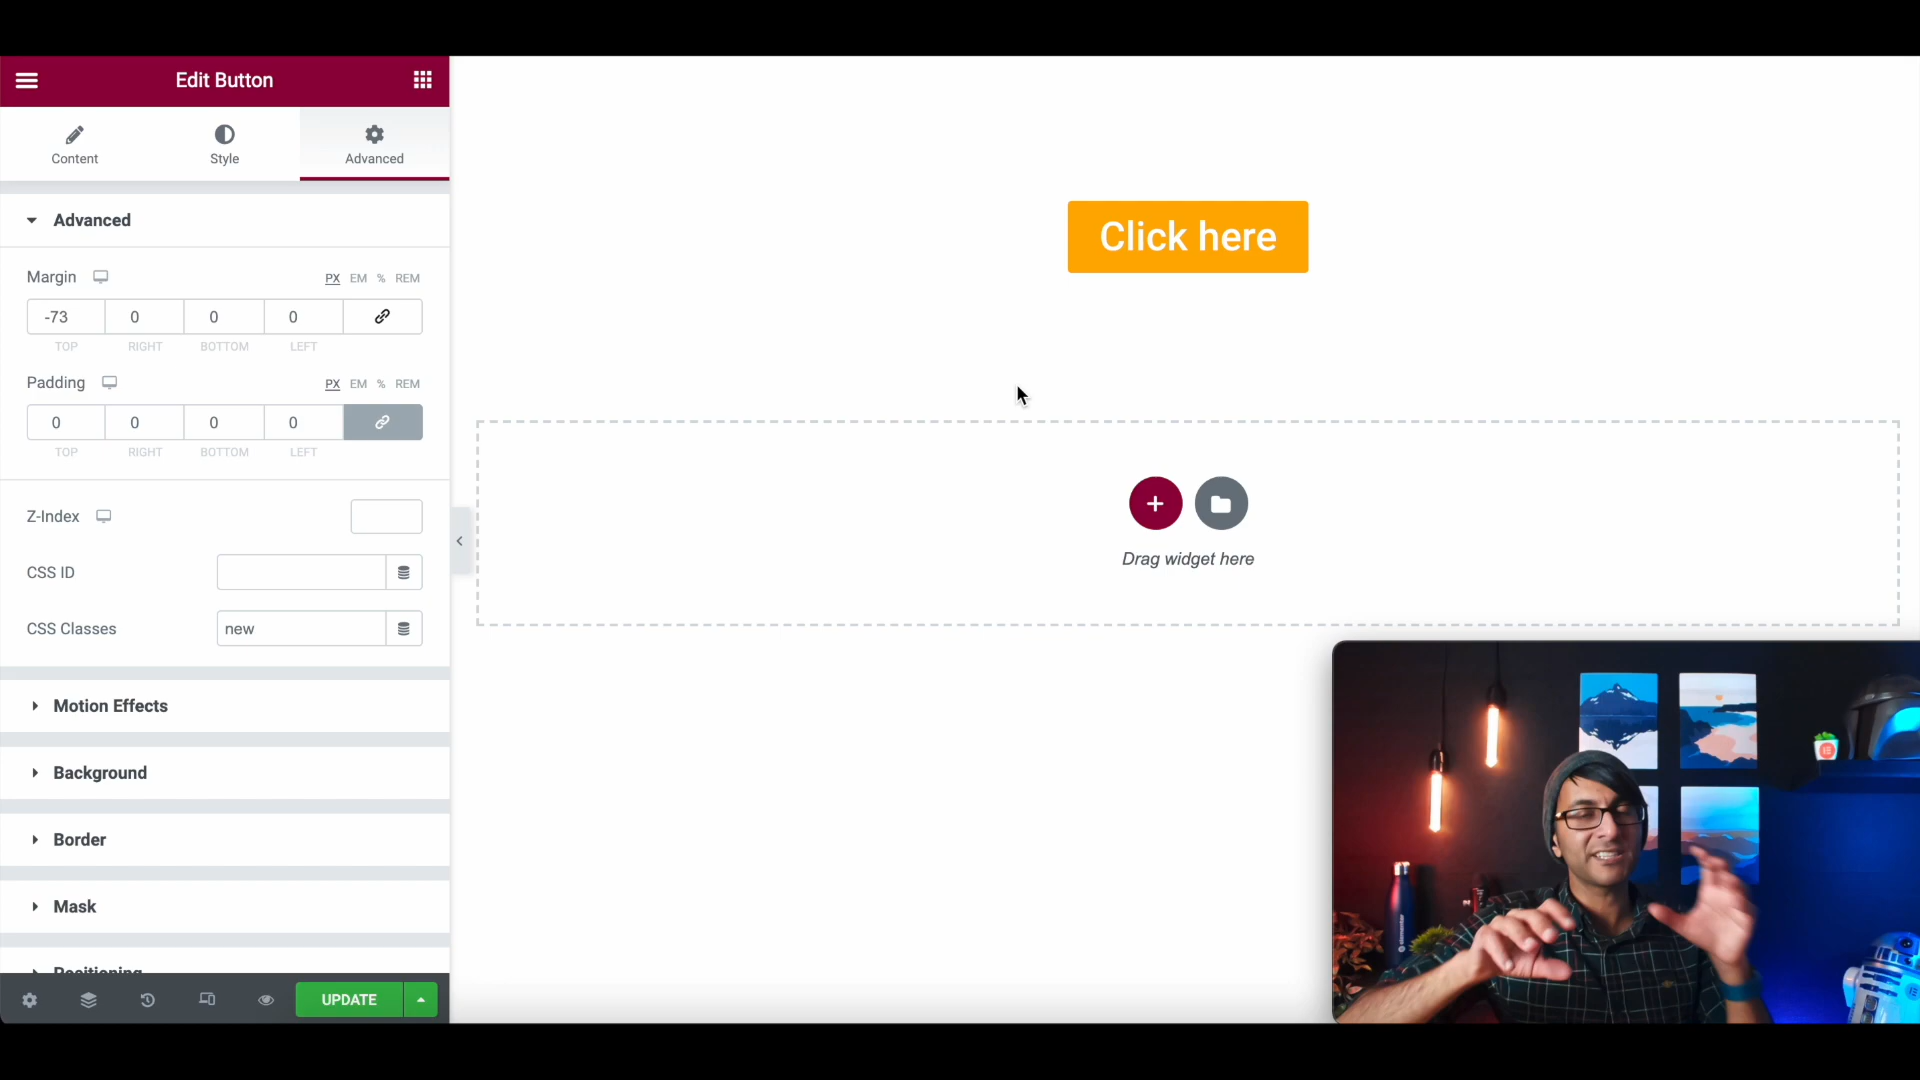 Edit Button
Content
Style
Advanced
Advanced
Margin
PX EM % REM
-73 0 0 0
TOP RIGHT BOTTOM LEFT
Padding
PX EM % REM
0 0 0 0
TOP RIGHT BOTTOM LEFT
Z-Index
CSS ID
CSS Classes
new
Motion Effects
Background
Border
Mask
Positioning
UPDATE
Click here
Drag widget here
elementor